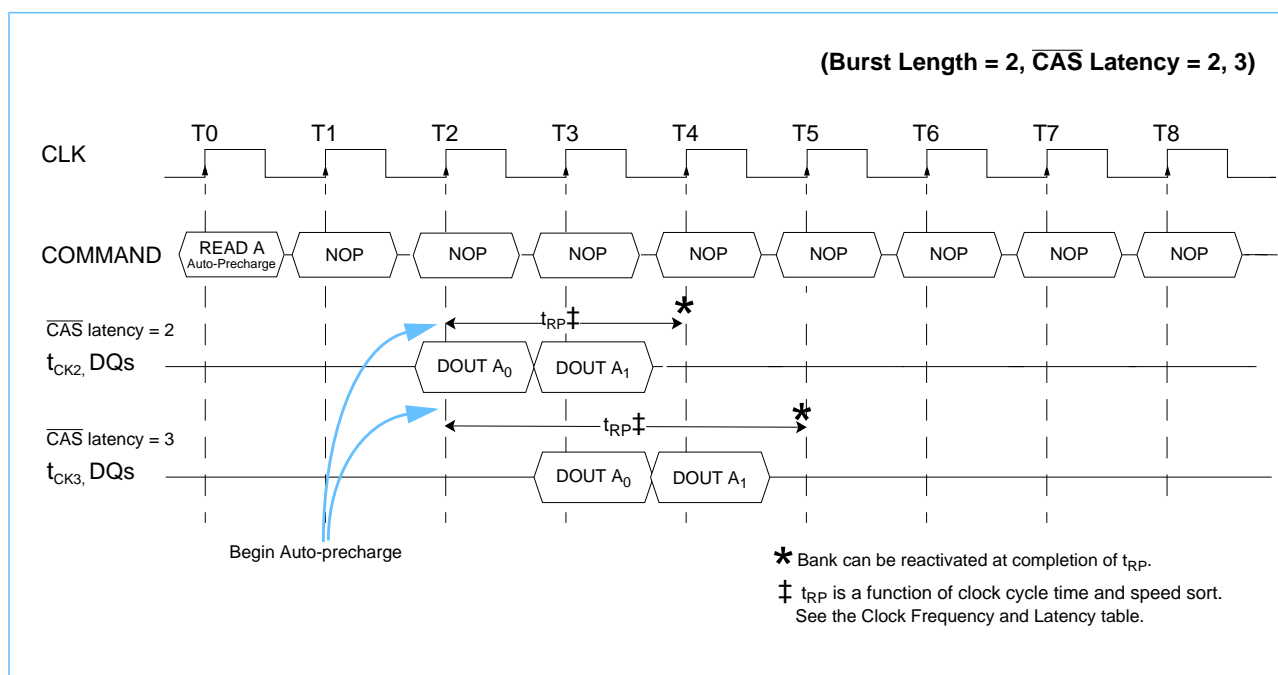 (Burst Length = 2, CAS Latency = 2, 3)
T0 T1 T2 T3 T4 T5 T6 T7 T8
CLK
COMMAND
READ A
Auto-Precharge
NOP NOP NOP NOP NOP NOP NOP NOP
*
tRP‡
CAS latency = 2
tCK2, DQs
DOUT A0 DOUT A1
*
tRP‡
CAS latency = 3
tCK3, DQs
DOUT A0 DOUT A1
Begin Auto-precharge
* Bank can be reactivated at completion of tRP.
‡ tRP is a function of clock cycle time and speed sort.
See the Clock Frequency and Latency table.